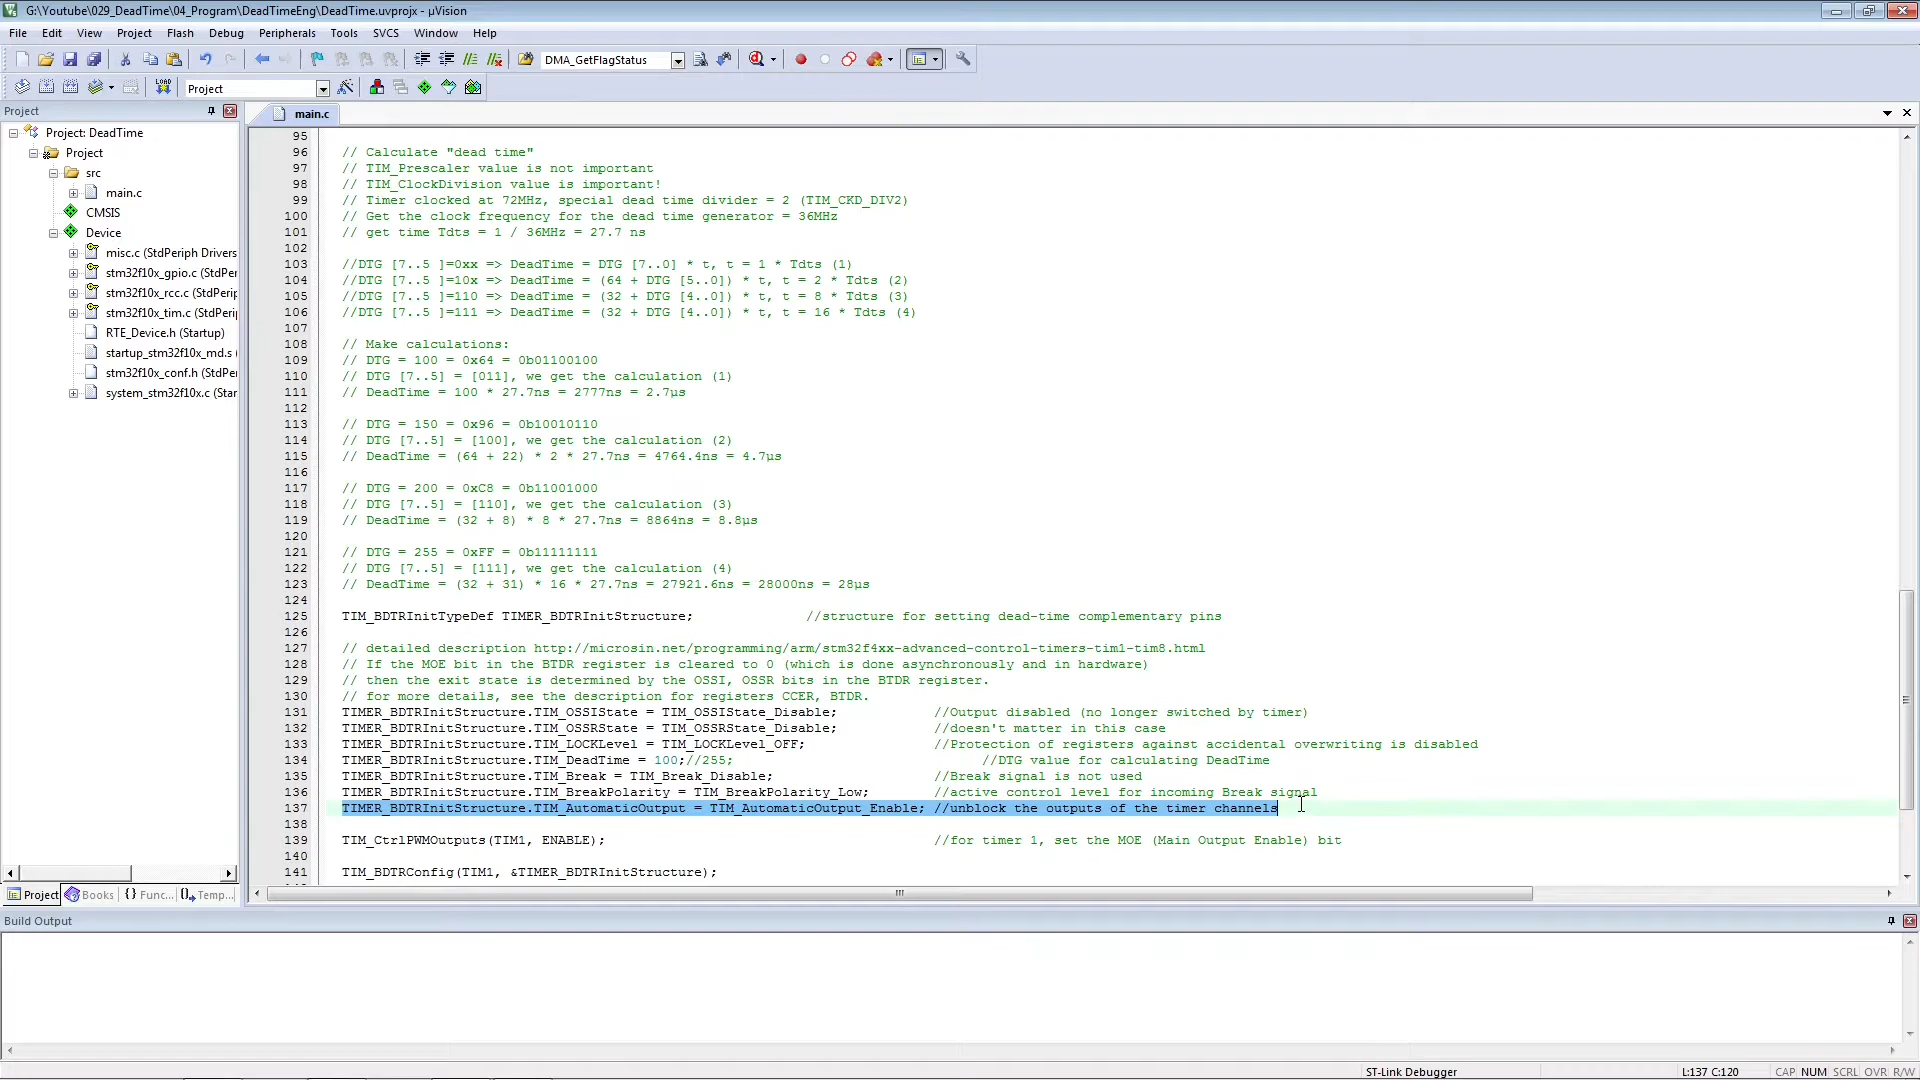 G:\Youtube\029_DeadTime\04_Program\DeadTimeEng\DeadTime.uvprojx - µVision
File Edit View Project Flash Debug Peripherals Tools SVCS Window Help
DMA_GetFlagStatus
LOAD
Project
Project
main.c
Project: DeadTime
Project
src
main.c
CMSIS
Device
misc.c (StdPeriph Drivers
stm32f10x_gpio.c (StdPer
stm32f10x_rcc.c (StdPerip
stm32f10x_tim.c (StdPeri
RTE_Device.h (Startup)
startup_stm32f10x_md.s (
stm32f10x_conf.h (StdPe
system_stm32f10x.c (Star
Project Books {} Func... Temp...
95
96 // Calculate "dead time"
97 // TIM_Prescaler value is not important
98 // TIM_ClockDivision value is important!
99 // Timer clocked at 72MHz, special dead time divider = 2 (TIM_CKD_DIV2)
100 // Get the clock frequency for the dead time generator = 36MHz
101 // get time Tdts = 1 / 36MHz = 27.7 ns
102
103 //DTG [7..5 ]=0xx => DeadTime = DTG [7..0] * t, t = 1 * Tdts (1)
104 //DTG [7..5 ]=10x => DeadTime = (64 + DTG [5..0]) * t, t = 2 * Tdts (2)
105 //DTG [7..5 ]=110 => DeadTime = (32 + DTG [4..0]) * t, t = 8 * Tdts (3)
106 //DTG [7..5 ]=111 => DeadTime = (32 + DTG [4..0]) * t, t = 16 * Tdts (4)
107
108 // Make calculations:
109 // DTG = 100 = 0x64 = 0b01100100
110 // DTG [7..5] = [011], we get the calculation (1)
111 // DeadTime = 100 * 27.7ns = 2777ns = 2.7µs
112
113 // DTG = 150 = 0x96 = 0b10010110
114 // DTG [7..5] = [100], we get the calculation (2)
115 // DeadTime = (64 + 22) * 2 * 27.7ns = 4764.4ns = 4.7µs
116
117 // DTG = 200 = 0xC8 = 0b11001000
118 // DTG [7..5] = [110], we get the calculation (3)
119 // DeadTime = (32 + 8) * 8 * 27.7ns = 8864ns = 8.8µs
120
121 // DTG = 255 = 0xFF = 0b11111111
122 // DTG [7..5] = [111], we get the calculation (4)
123 // DeadTime = (32 + 31) * 16 * 27.7ns = 27921.6ns = 28000ns = 28µs
124
125 TIM_BDTRInitTypeDef TIMER_BDTRInitStructure; //structure for setting dead-time complementary pins
126
127 // detailed description http://microsin.net/programming/arm/stm32f4xx-advanced-control-timers-tim1-tim8.html
128 // If the MOE bit in the BTDR register is cleared to 0 (which is done asynchronously and in hardware)
129 // then the exit state is determined by the OSSI, OSSR bits in the BTDR register.
130 // for more details, see the description for registers CCER, BTDR.
131 TIMER_BDTRInitStructure.TIM_OSSIState = TIM_OSSIState_Disable; //Output disabled (no longer switched by timer)
132 TIMER_BDTRInitStructure.TIM_OSSRState = TIM_OSSRState_Disable; //doesn't matter in this case
133 TIMER_BDTRInitStructure.TIM_LOCKLevel = TIM_LOCKLevel_OFF; //Protection of registers against accidental overwriting is disabled
134 TIMER_BDTRInitStructure.TIM_DeadTime = 100;//255; //DTG value for calculating DeadTime
135 TIMER_BDTRInitStructure.TIM_Break = TIM_Break_Disable; //Break signal is not used
136 TIMER_BDTRInitStructure.TIM_BreakPolarity = TIM_BreakPolarity_Low; //active control level for incoming Break signal
137 TIMER_BDTRInitStructure.TIM_AutomaticOutput = TIM_AutomaticOutput_Enable; //unblock the outputs of the timer channels
138
139 TIM_CtrlPWMOutputs(TIM1, ENABLE); //for timer 1, set the MOE (Main Output Enable) bit
140
141 TIM_BDTRConfig(TIM1, &TIMER_BDTRInitStructure);
Build Output
ST-Link Debugger L:137 C:120 CAP NUM SCRL OVR R/W